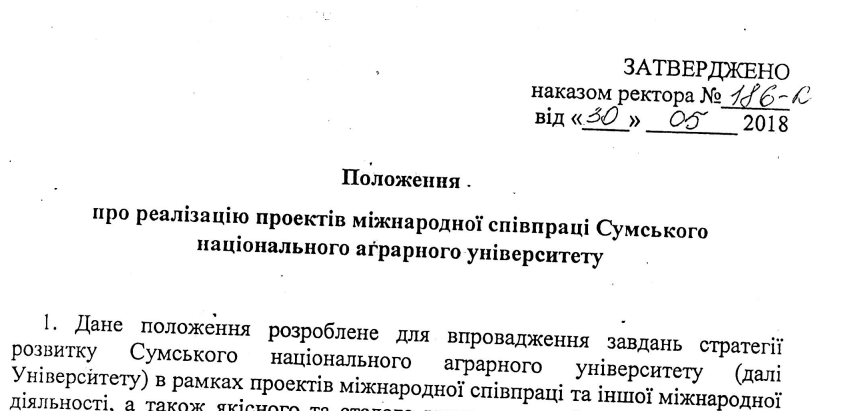 ЗАТВЕРДЖЕНО
наказом ректора № 186-К
від «30» 05 2018
Положення
про реалізацію проектів міжнародної співпраці Сумського
національного аграрного університету
1. Дане положення розроблене для впровадження завдань стратегії
розвитку Сумського національного аграрного університету (далі
Університету) в рамках проектів міжнародної співпраці та іншої міжнародної
діяльності, а також якісного та сталого